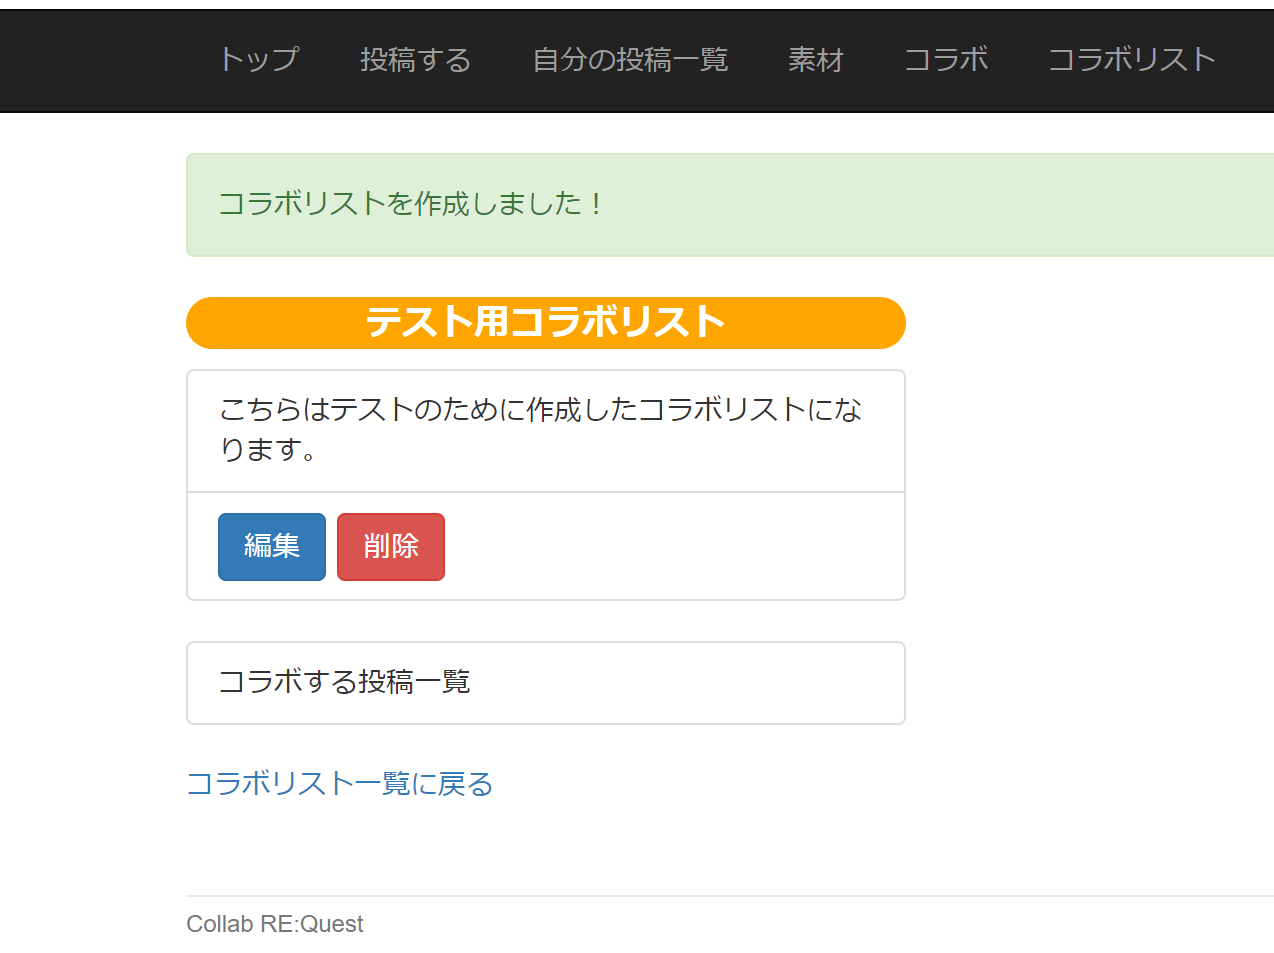 トップ 投稿する 自分の投稿一覧 素材 コラボ コラボリスト
コラボリストを作成しました！
テスト用コラボリスト
こちらはテストのために作成したコラボリストにな
ります。
編集 削除
コラボする投稿一覧
コラボリスト一覧に戻る
Collab RE:Quest